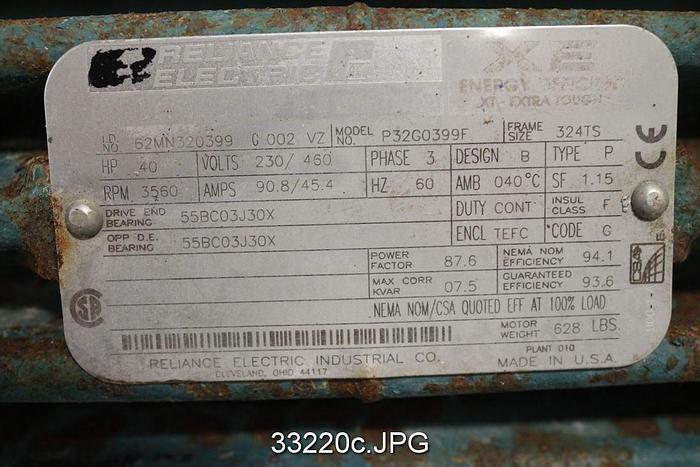 RELIANCE
ELECTRIC
XE
ENERGY EFFICIENT
XT - EXTRA TOUGH
I.D. NO. 62MN320399 G 002 VZ MODEL NO. P32G0399F FRAME SIZE 324TS
HP 40 VOLTS 230/ 460 PHASE 3 DESIGN B TYPE P
RPM 3560 AMPS 90.8/45.4 HZ 60 AMB 040°C SF 1.15
DRIVE END BEARING 55BC03J30X DUTY CONT INSUL CLASS F
OPP D.E. BEARING 55BC03J30X ENCL TEFC *CODE G
POWER FACTOR 87.6 NEMA NOM EFFICIENCY 94.1
MAX CORR KVAR 07.5 GUARANTEED EFFICIENCY 93.6
NEMA NOM/CSA QUOTED EFF AT 100% LOAD
MOTOR WEIGHT 628 LBS.
RELIANCE ELECTRIC INDUSTRIAL CO. PLANT 010
CLEVELAND, OHIO 44117 MADE IN U.S.A.
33220c.JPG